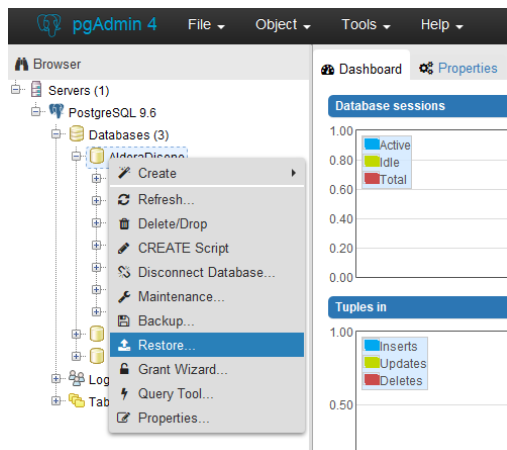 pgAdmin 4 File Object Tools Help
Browser
Servers (1)
PostgreSQL 9.6
Databases (3)
Create
Refresh...
Delete/Drop
CREATE Script
Disconnect Database...
Maintenance...
Backup...
Restore...
Grant Wizard...
Query Tool...
Properties...
Log
Tab
Dashboard Properties
Database sessions
1.00
0.80
0.60
0.40
0.20
0.00
Active
Idle
Total
Tuples in
1.00
0.50
Inserts
Updates
Deletes